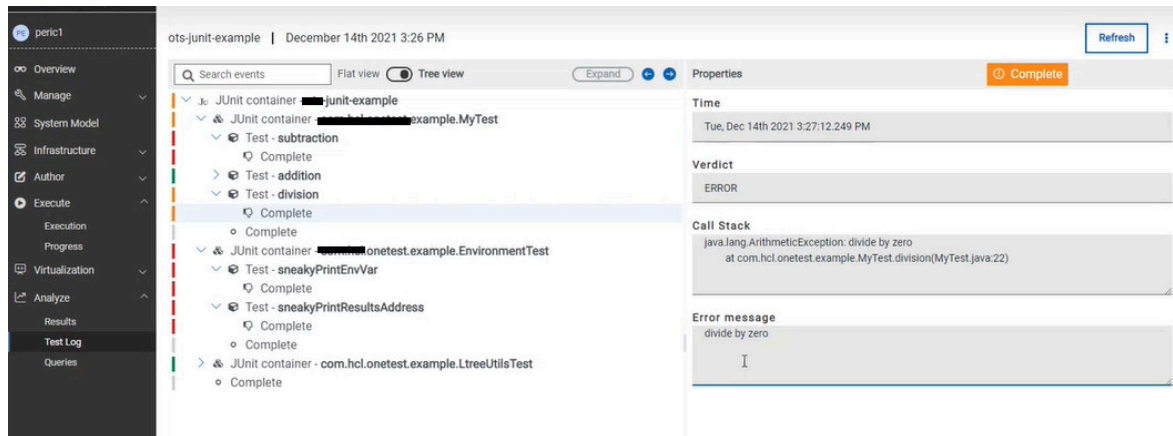 PE peric1
Overview
Manage
System Model
Infrastructure
Author
Execute
Execution
Progress
Virtualization
Analyze
Results
Test Log
Queries
ots-junit-example | December 14th 2021 3:26 PM
Refresh
Search events Flat view Tree view Expand
Ju JUnit container - -junit-example
JUnit container - example.MyTest
Test - subtraction
Complete
Test - addition
Test - division
Complete
Complete
JUnit container - onetest.example.EnvironmentTest
Test - sneakyPrintEnvVar
Complete
Test - sneakyPrintResultsAddress
Complete
Complete
JUnit container - com.hcl.onetest.example.LtreeUtilsTest
Complete
Properties Complete
Time
Tue, Dec 14th 2021 3:27:12.249 PM
Verdict
ERROR
Call Stack
java.lang.ArithmeticException: divide by zero
at com.hcl.onetest.example.MyTest.division(MyTest.java:22)
Error message
divide by zero